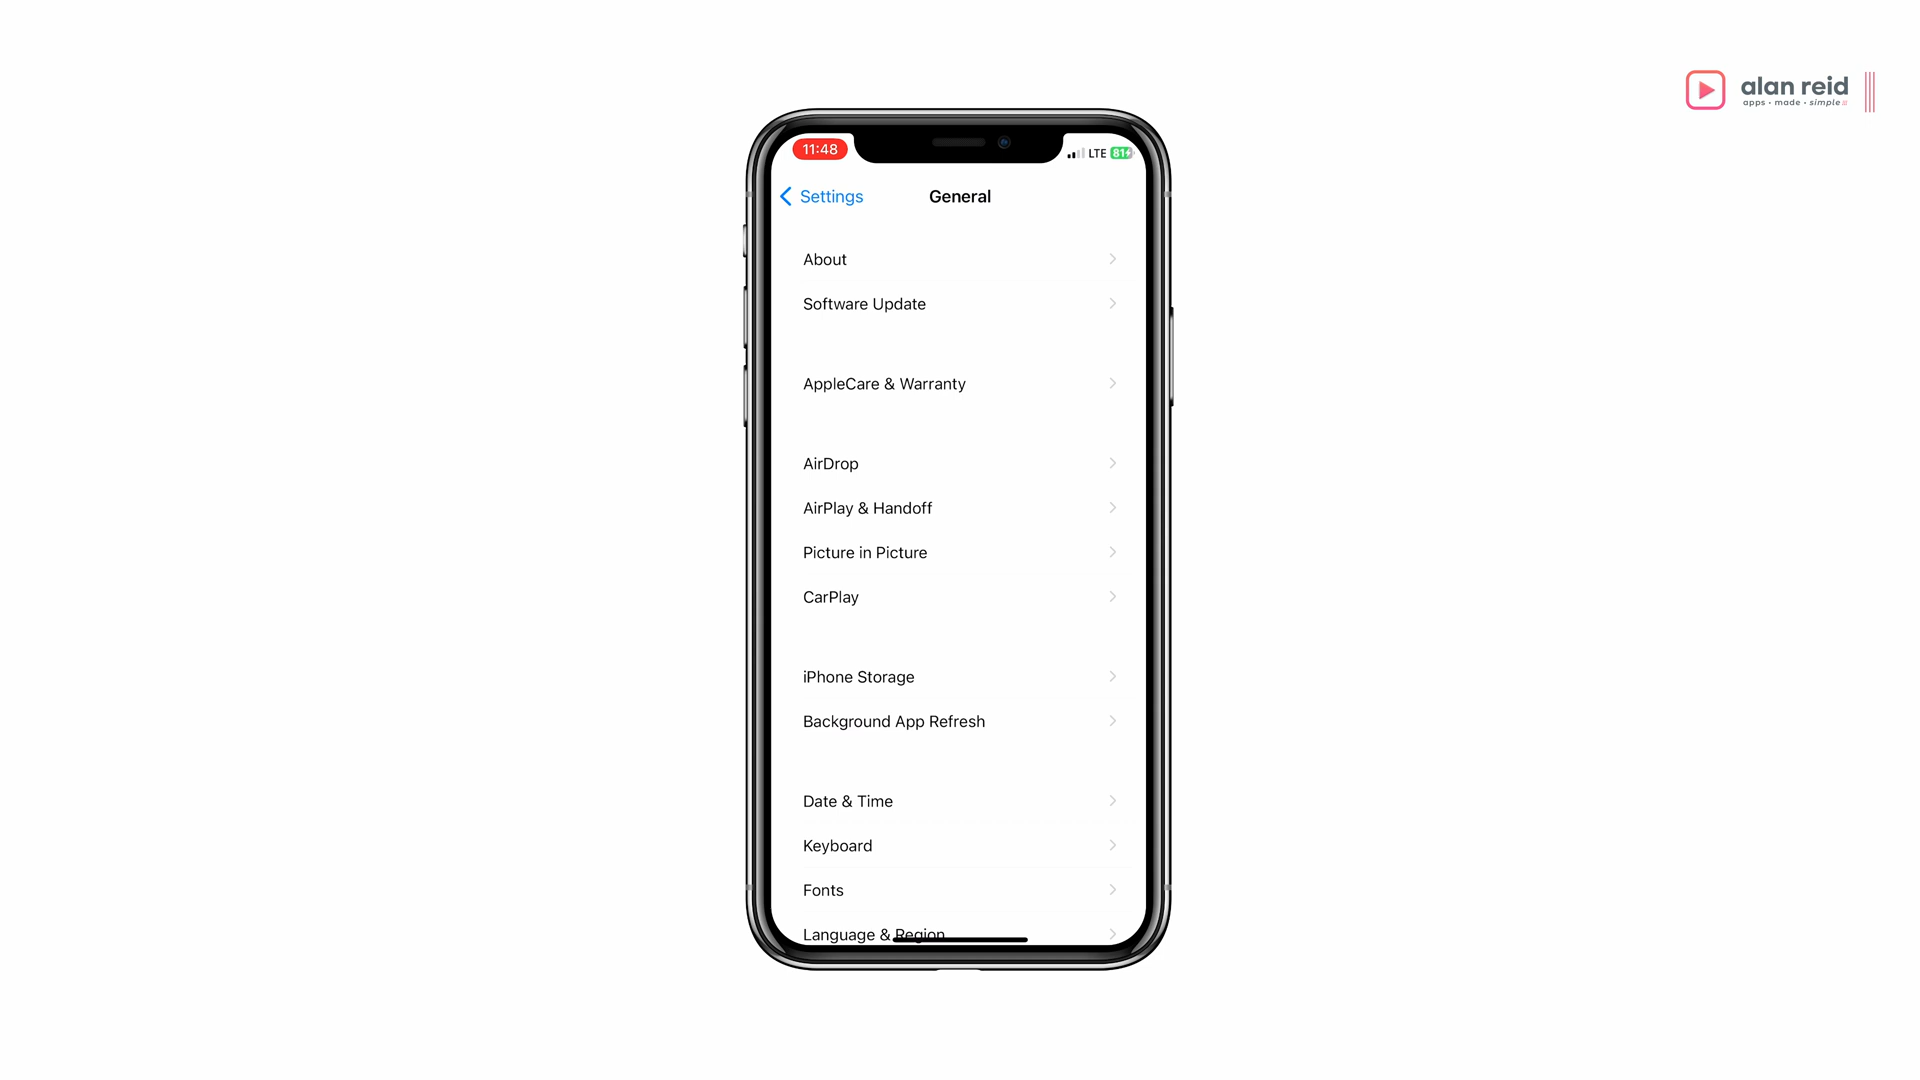 alan reid
apps • made • simple
11:48
LTE 81
Settings
General
About
Software Update
AppleCare & Warranty
AirDrop
AirPlay & Handoff
Picture in Picture
CarPlay
iPhone Storage
Background App Refresh
Date & Time
Keyboard
Fonts
Language & Region